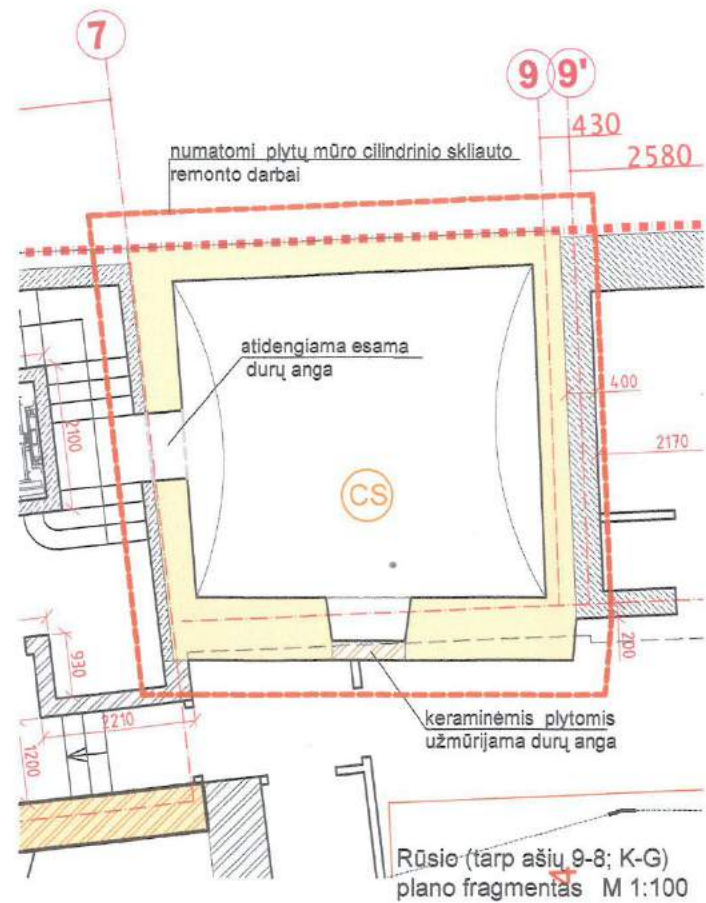 7
9 9'
430
2580
numatomi plytų mūro cilindrinio skliauto
remonto darbai
atidengiama esama
durų anga
400
2100
2170
CS
930
200
2210
keraminėmis plytomis
užmūrijama durų anga
1200
4
Rūsio (tarp ašių 9-8; K-G)
plano fragmentas M 1:100